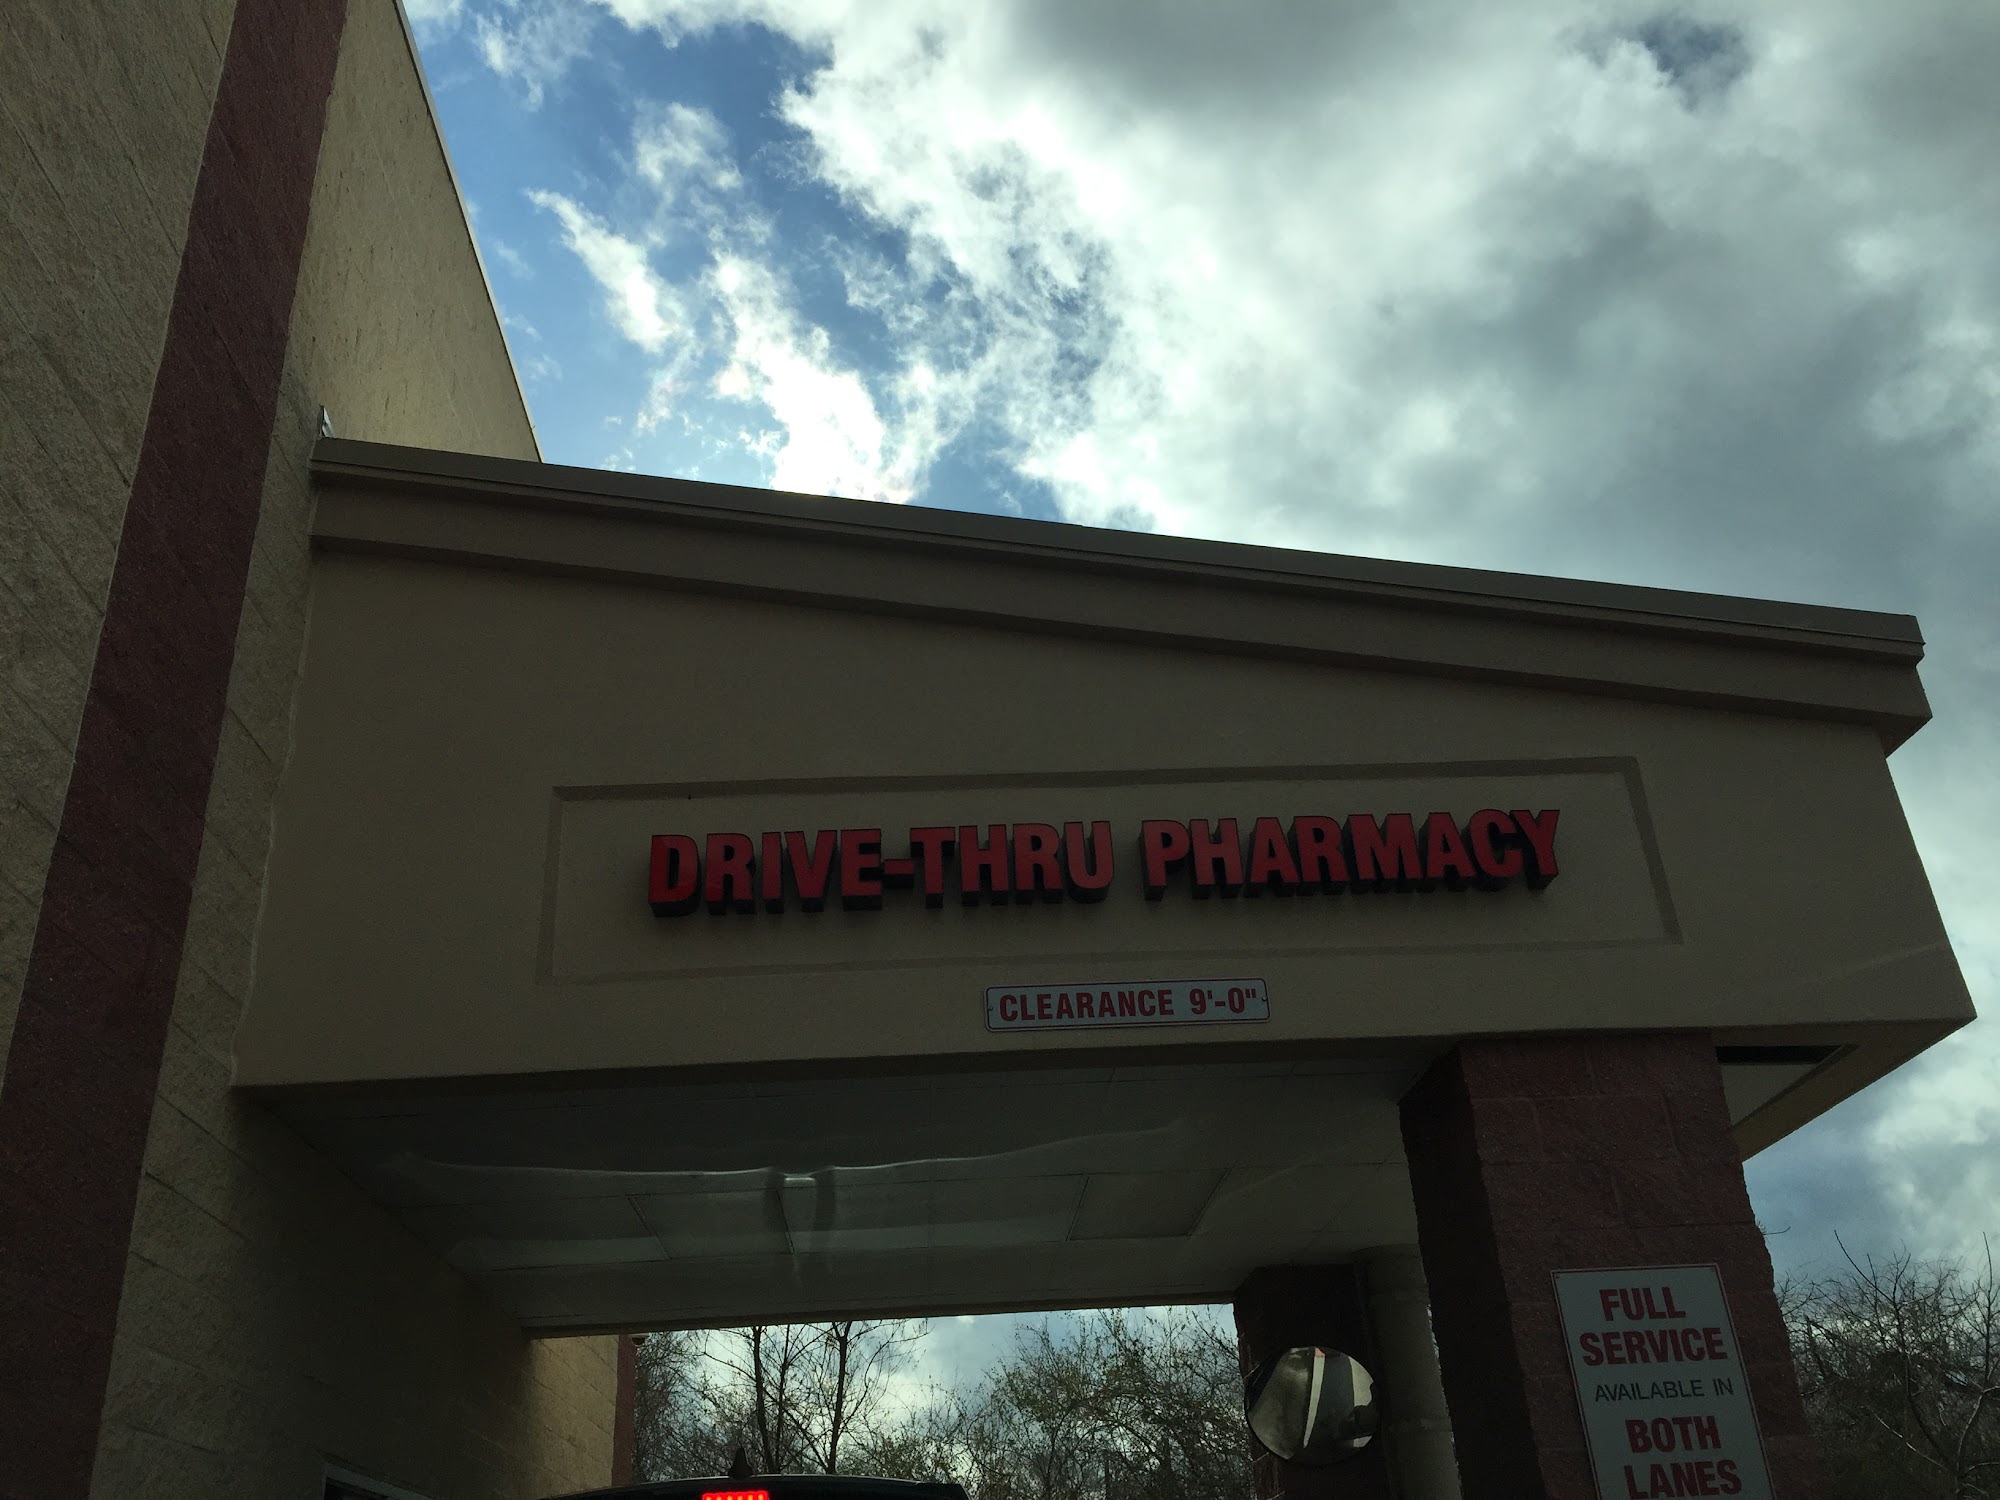 DRIVE-THRU PHARMACY
CLEARANCE 9'-0"
FULL
SERVICE
AVAILABLE IN
BOTH
LANES